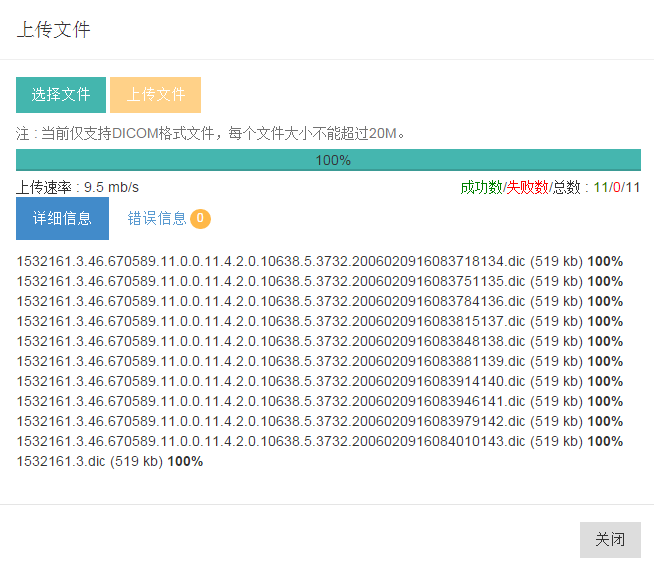 上传文件
选择文件 上传文件
注 : 当前仅支持DICOM格式文件，每个文件大小不能超过20M。
100%
上传速率 : 9.5 mb/s 成功数/失败数/总数 : 11/0/11
详细信息 错误信息 0
1532161.3.46.670589.11.0.0.11.4.2.0.10638.5.3732.2006020916083718134.dic (519 kb) 100%
1532161.3.46.670589.11.0.0.11.4.2.0.10638.5.3732.2006020916083751135.dic (519 kb) 100%
1532161.3.46.670589.11.0.0.11.4.2.0.10638.5.3732.2006020916083784136.dic (519 kb) 100%
1532161.3.46.670589.11.0.0.11.4.2.0.10638.5.3732.2006020916083815137.dic (519 kb) 100%
1532161.3.46.670589.11.0.0.11.4.2.0.10638.5.3732.2006020916083848138.dic (519 kb) 100%
1532161.3.46.670589.11.0.0.11.4.2.0.10638.5.3732.2006020916083881139.dic (519 kb) 100%
1532161.3.46.670589.11.0.0.11.4.2.0.10638.5.3732.2006020916083914140.dic (519 kb) 100%
1532161.3.46.670589.11.0.0.11.4.2.0.10638.5.3732.2006020916083946141.dic (519 kb) 100%
1532161.3.46.670589.11.0.0.11.4.2.0.10638.5.3732.2006020916083979142.dic (519 kb) 100%
1532161.3.46.670589.11.0.0.11.4.2.0.10638.5.3732.2006020916084010143.dic (519 kb) 100%
1532161.3.dic (519 kb) 100%
关闭